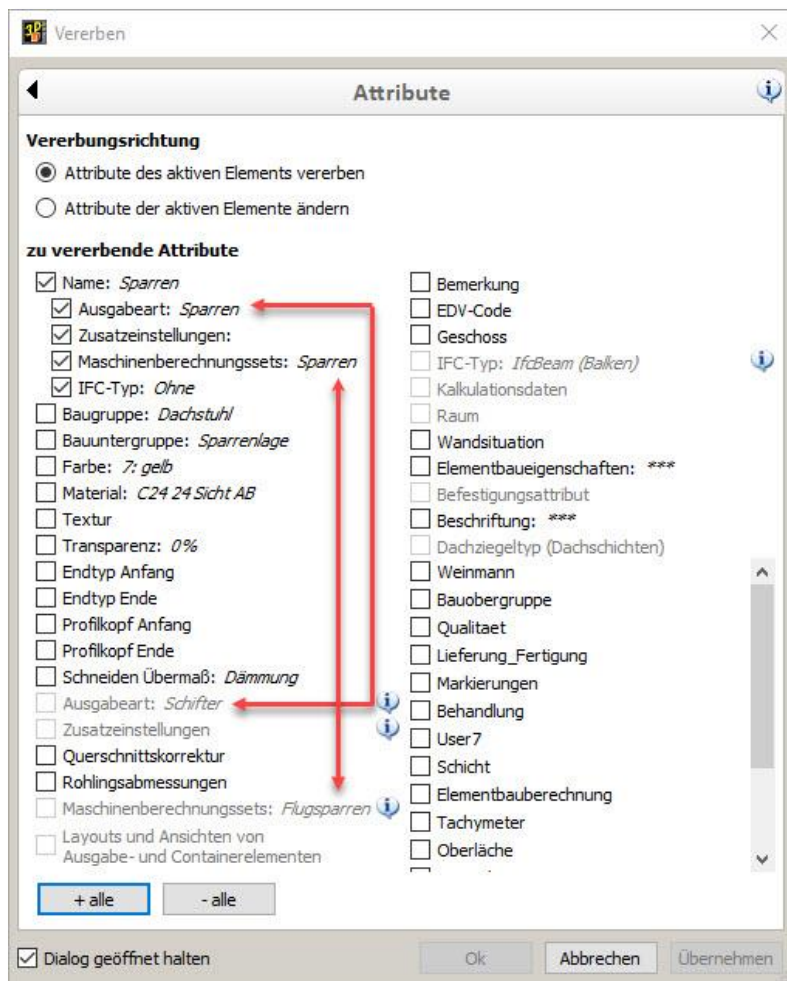 Vererben
Attribute
Vererbungsrichtung
Attribute des aktiven Elements vererben
Attribute der aktiven Elemente ändern
zu vererbende Attribute
Name: Sparren
Ausgabeart: Sparren
Zusatzeinstellungen:
Maschinenberechnungssets: Sparren
IFC-Typ: Ohne
Baugruppe: Dachstuhl
Bauuntergruppe: Sparrenlage
Farbe: 7: gelb
Material: C24 24 Sicht AB
Textur
Transparenz: 0%
Endtyp Anfang
Endtyp Ende
Profilkopf Anfang
Profilkopf Ende
Schneiden Übermaß: Dämmung
Ausgabeart: Schifter
Zusatzeinstellungen
Querschnittskorrektur
Rohlingsabmessungen
Maschinenberechnungssets: Flugsparren
Layouts und Ansichten von
Ausgabe- und Containerelementen
Bemerkung
EDV-Code
Geschoss
IFC-Typ: IfcBeam (Balken)
Kalkulationsdaten
Raum
Wandsituation
Elementbaueigenschaften: ***
Befestigungsattribut
Beschriftung: ***
Dachziegeltyp (Dachschichten)
Weinmann
Bauobergruppe
Qualitaet
Lieferung_Fertigung
Markierungen
Behandlung
User7
Schicht
Elementbauberechnung
Tachymeter
Oberläche
+ alle
- alle
Dialog geöffnet halten
Ok
Abbrechen
Übernehmen